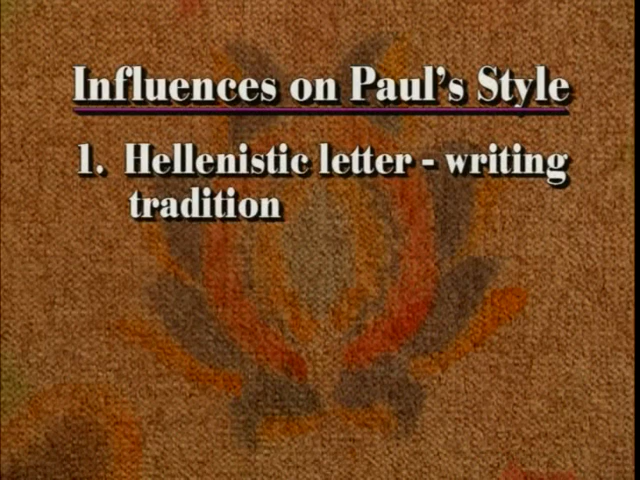 Influences on Paul's Style
1. Hellenistic letter - writing
tradition